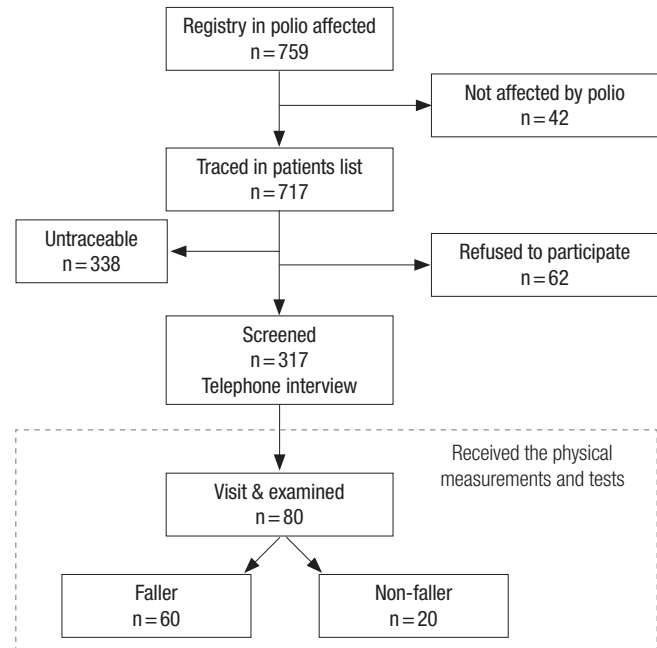 Registry in polio affected
n=759
Not affected by polio
n=42
Traced in patients list
n=717
Untraceable
n=338
Refused to participate
n=62
Screened
n=317
Telephone interview
Received the physical
measurements and tests
Visit & examined
n=80
Faller
n=60
Non-faller
n=20